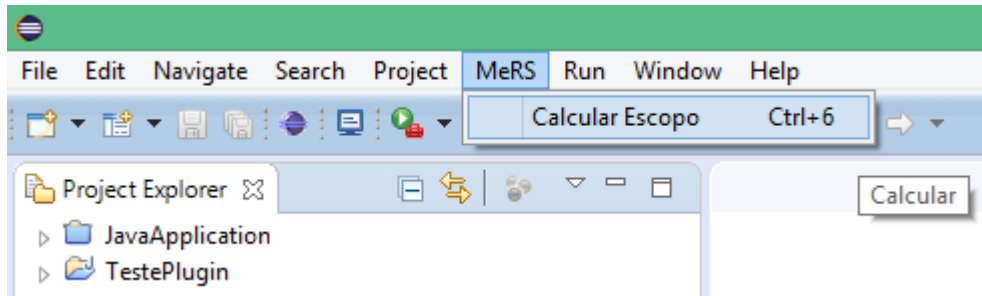 File Edit Navigate Search Project MeRS Run Window Help
Calcular Escopo Ctrl+6
Project Explorer
Calcular
JavaApplication
TestePlugin